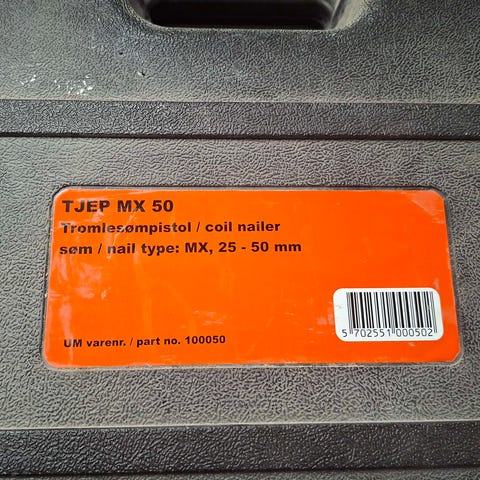 TJEP MX 50
Tromlesømpistol / coil nailer
søm / nail type: MX, 25 - 50 mm
5 702551 000502
UM varenr. / part no. 100050